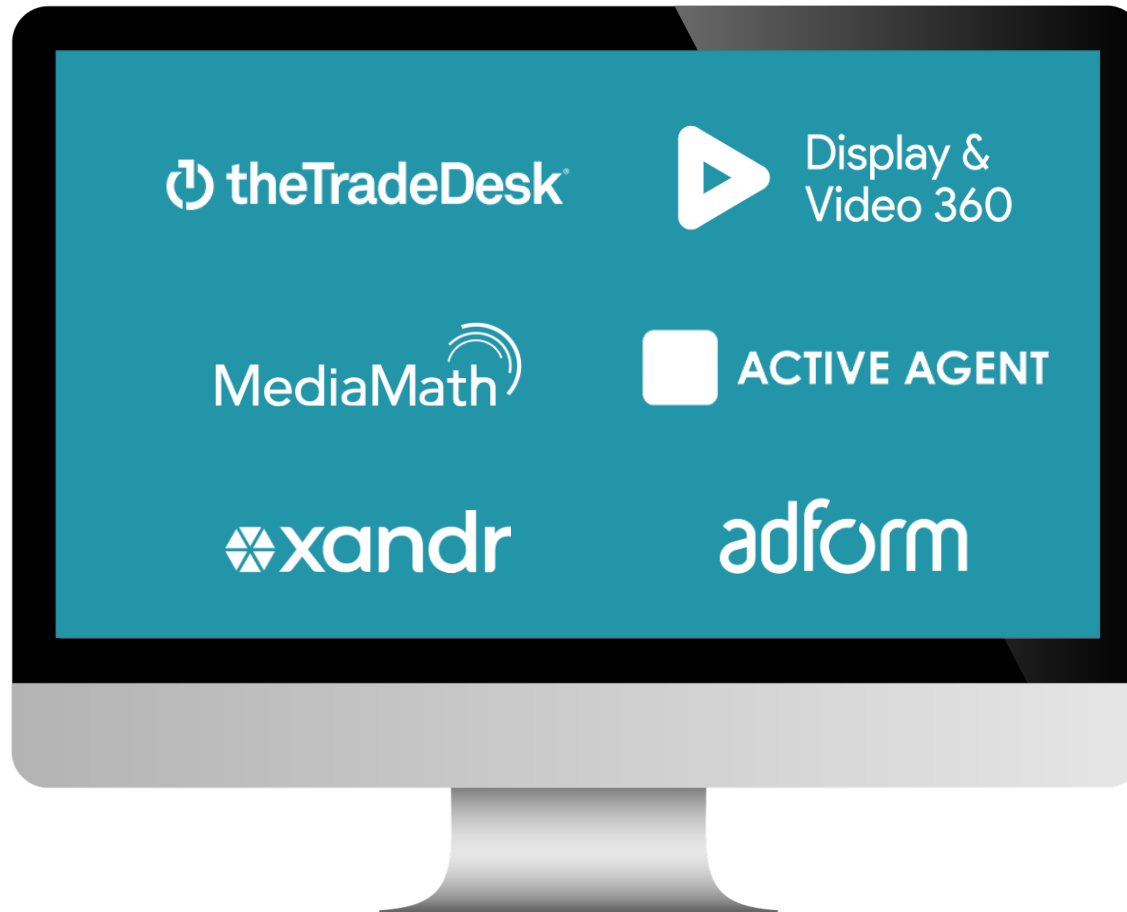 theTradeDesk
Display &
Video 360
MediaMath
ACTIVE AGENT
xandr
adform